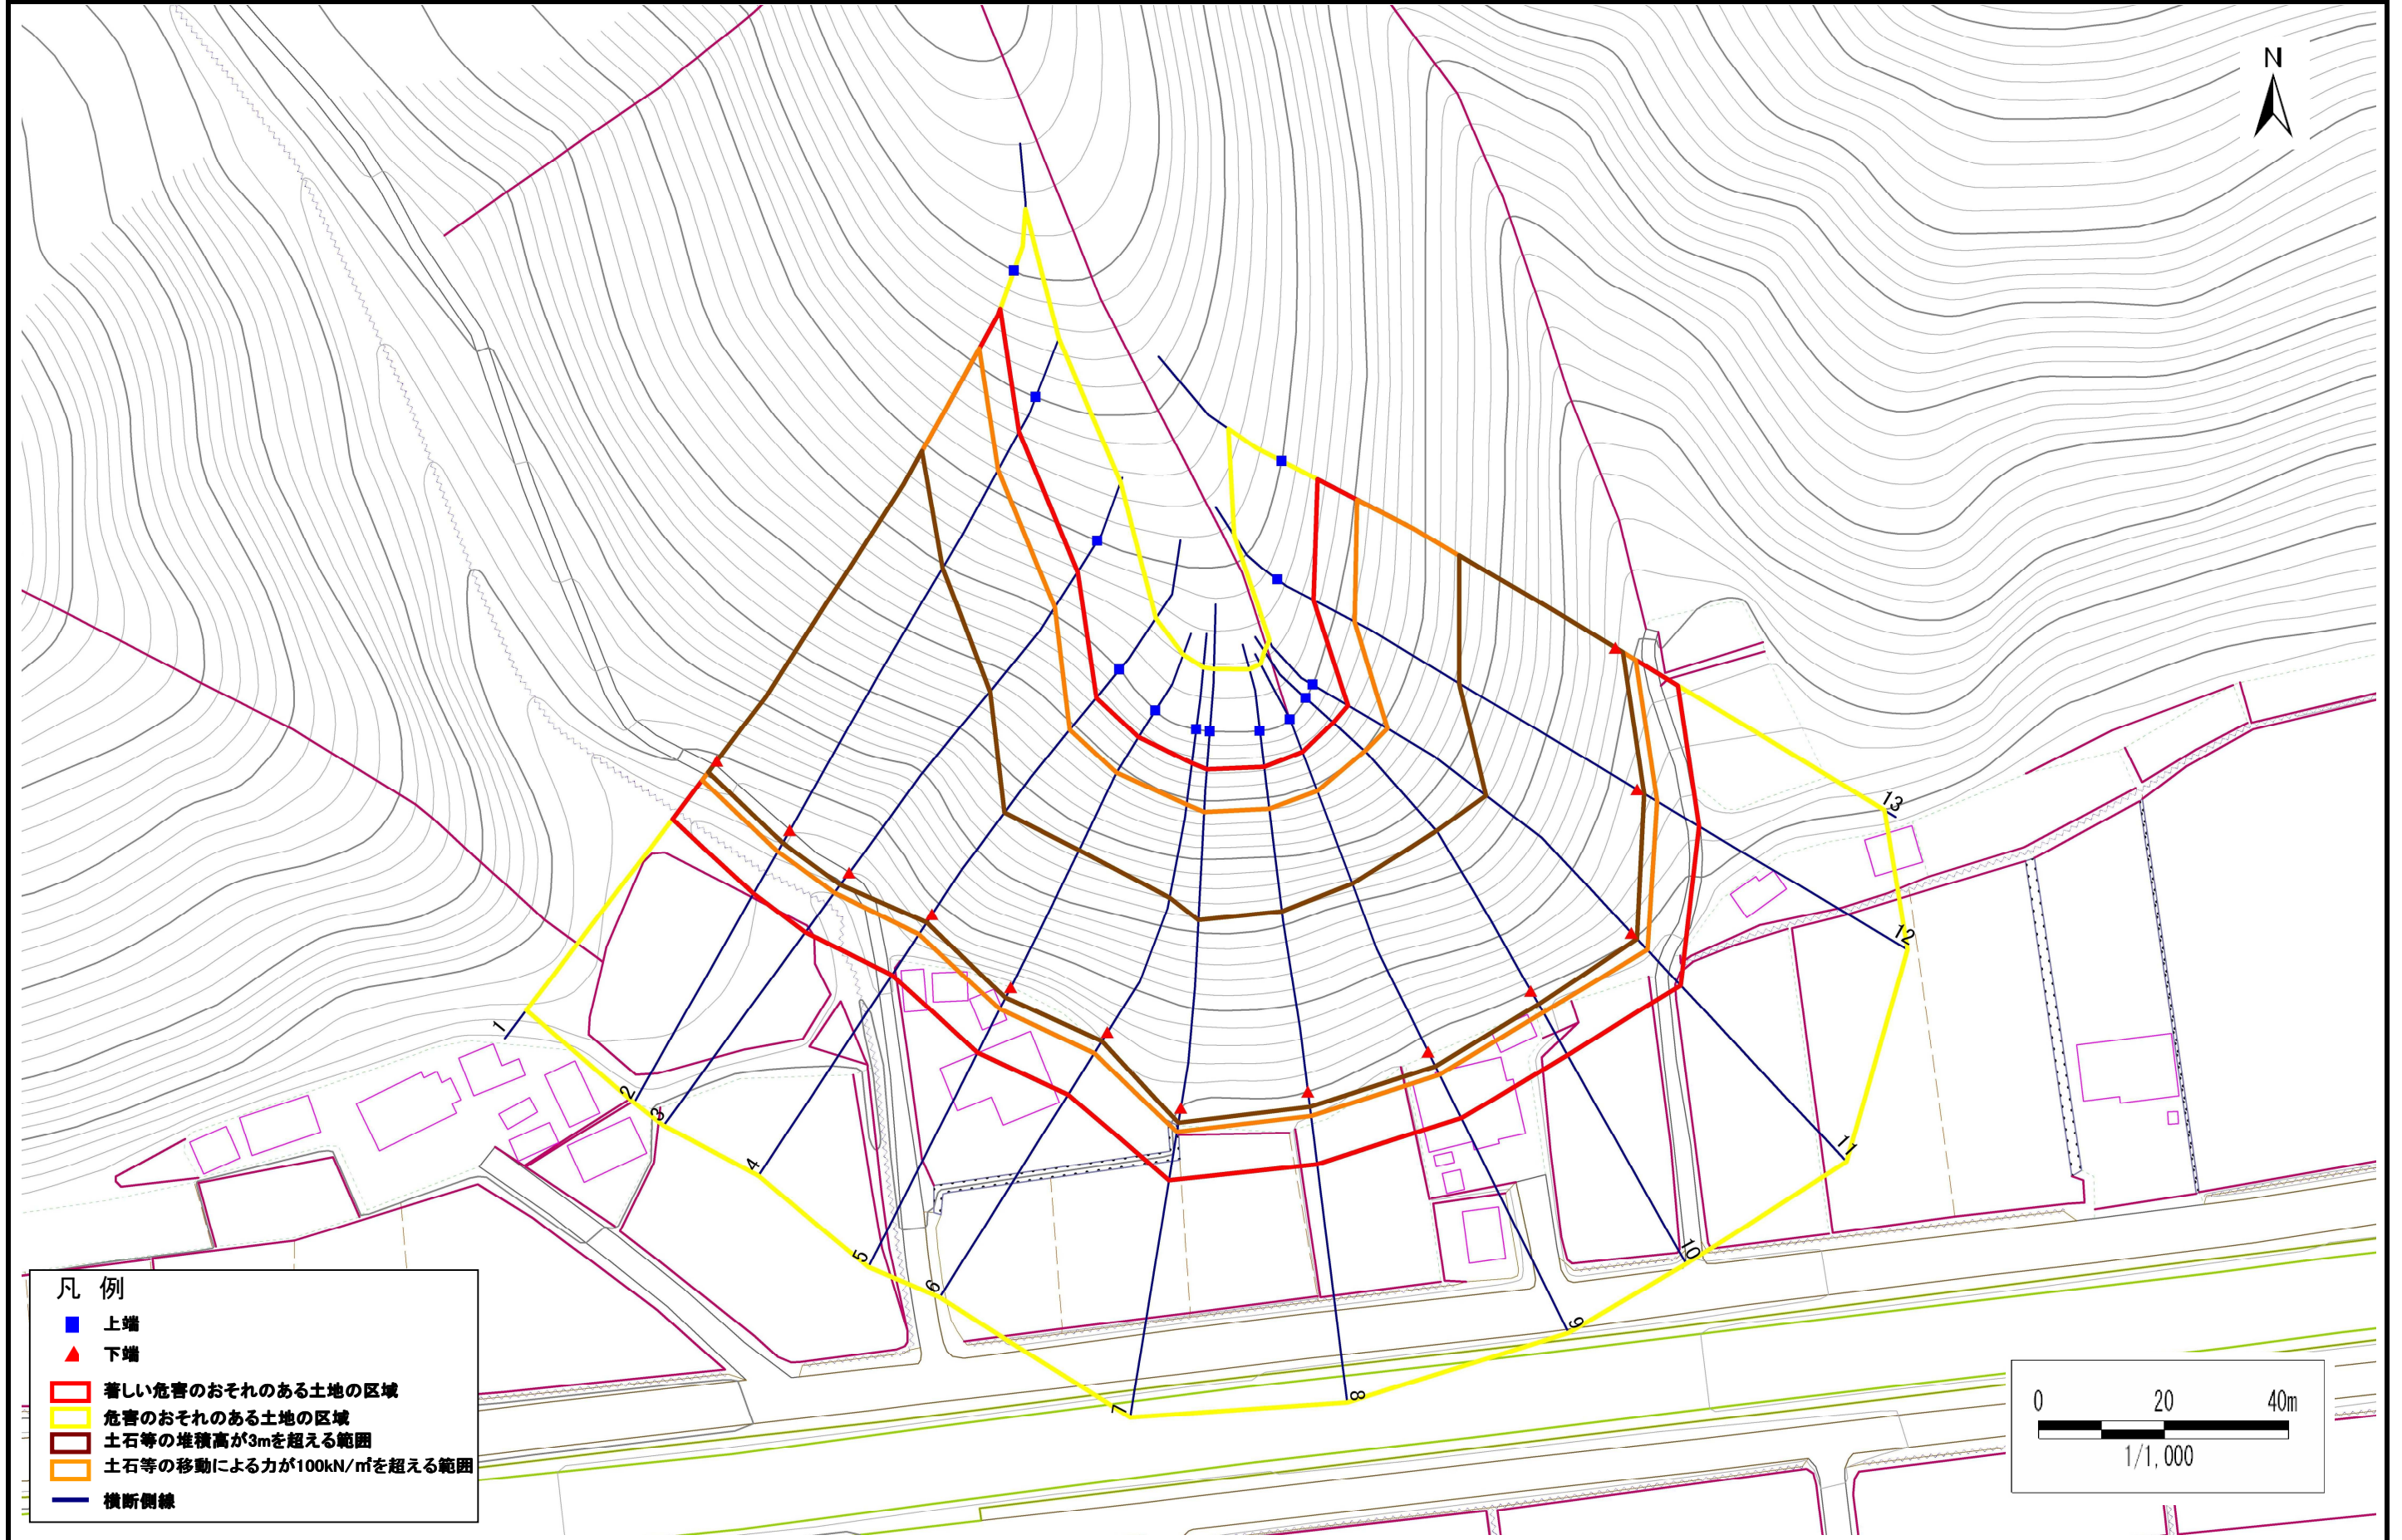 N
13
12
1
2
3
4
11
5
6
10
9
7
8
凡 例
上端
下端
著しい危害のおそれのある土地の区域
危害のおそれのある土地の区域
土石等の堆積高が3mを超える範囲
土石等の移動による力が100kN/㎡を超える範囲
横断側線
0 20 40m
1/1,000